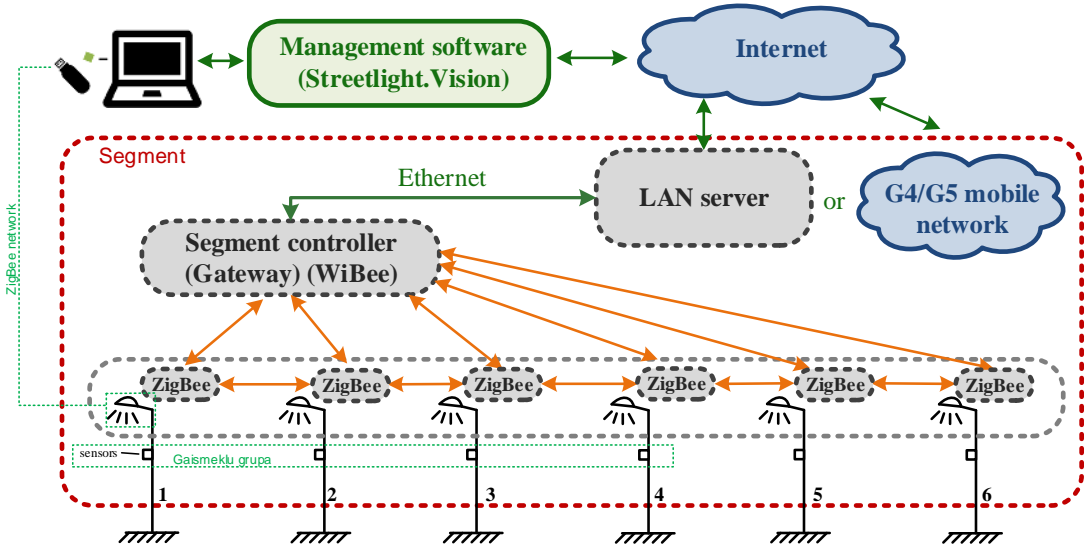 Management software
(Streetlight.Vision)
Internet
Segment
Ethernet
LAN server
or
G4/G5 mobile
network
Segment controller
(Gateway) (WiBee)
ZigBee network
ZigBee
ZigBee
ZigBee
ZigBee
ZigBee
ZigBee
sensors
Gaismeklu grupa
1
2
3
4
5
6